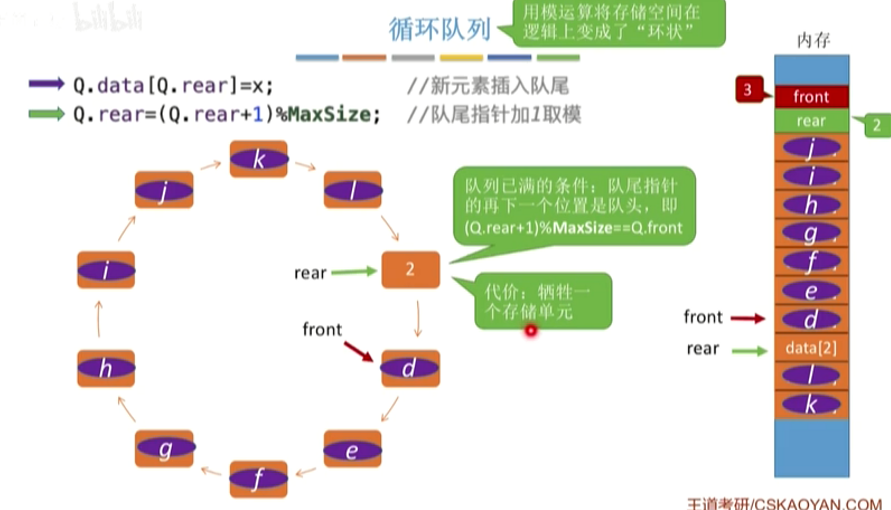 bilibili
循环队列
用模运算将存储空间在
逻辑上变成了“环状”
内存
Q.data[Q.rear]=x; //新元素插入队尾
Q.rear=(Q.rear+1)%MaxSize; //队尾指针加1取模
k
l
2
d
e
f
g
h
i
j
rear
front
队列已满的条件：队尾指针
的再下一个位置是队头，即
(Q.rear+1)%MaxSize==Q.front
代价：牺牲一
个存储单元
3
front
rear
2
j
i
h
g
f
e
front
d
rear
data[2]
l
k
王道考研/CSKAOYAN.COM